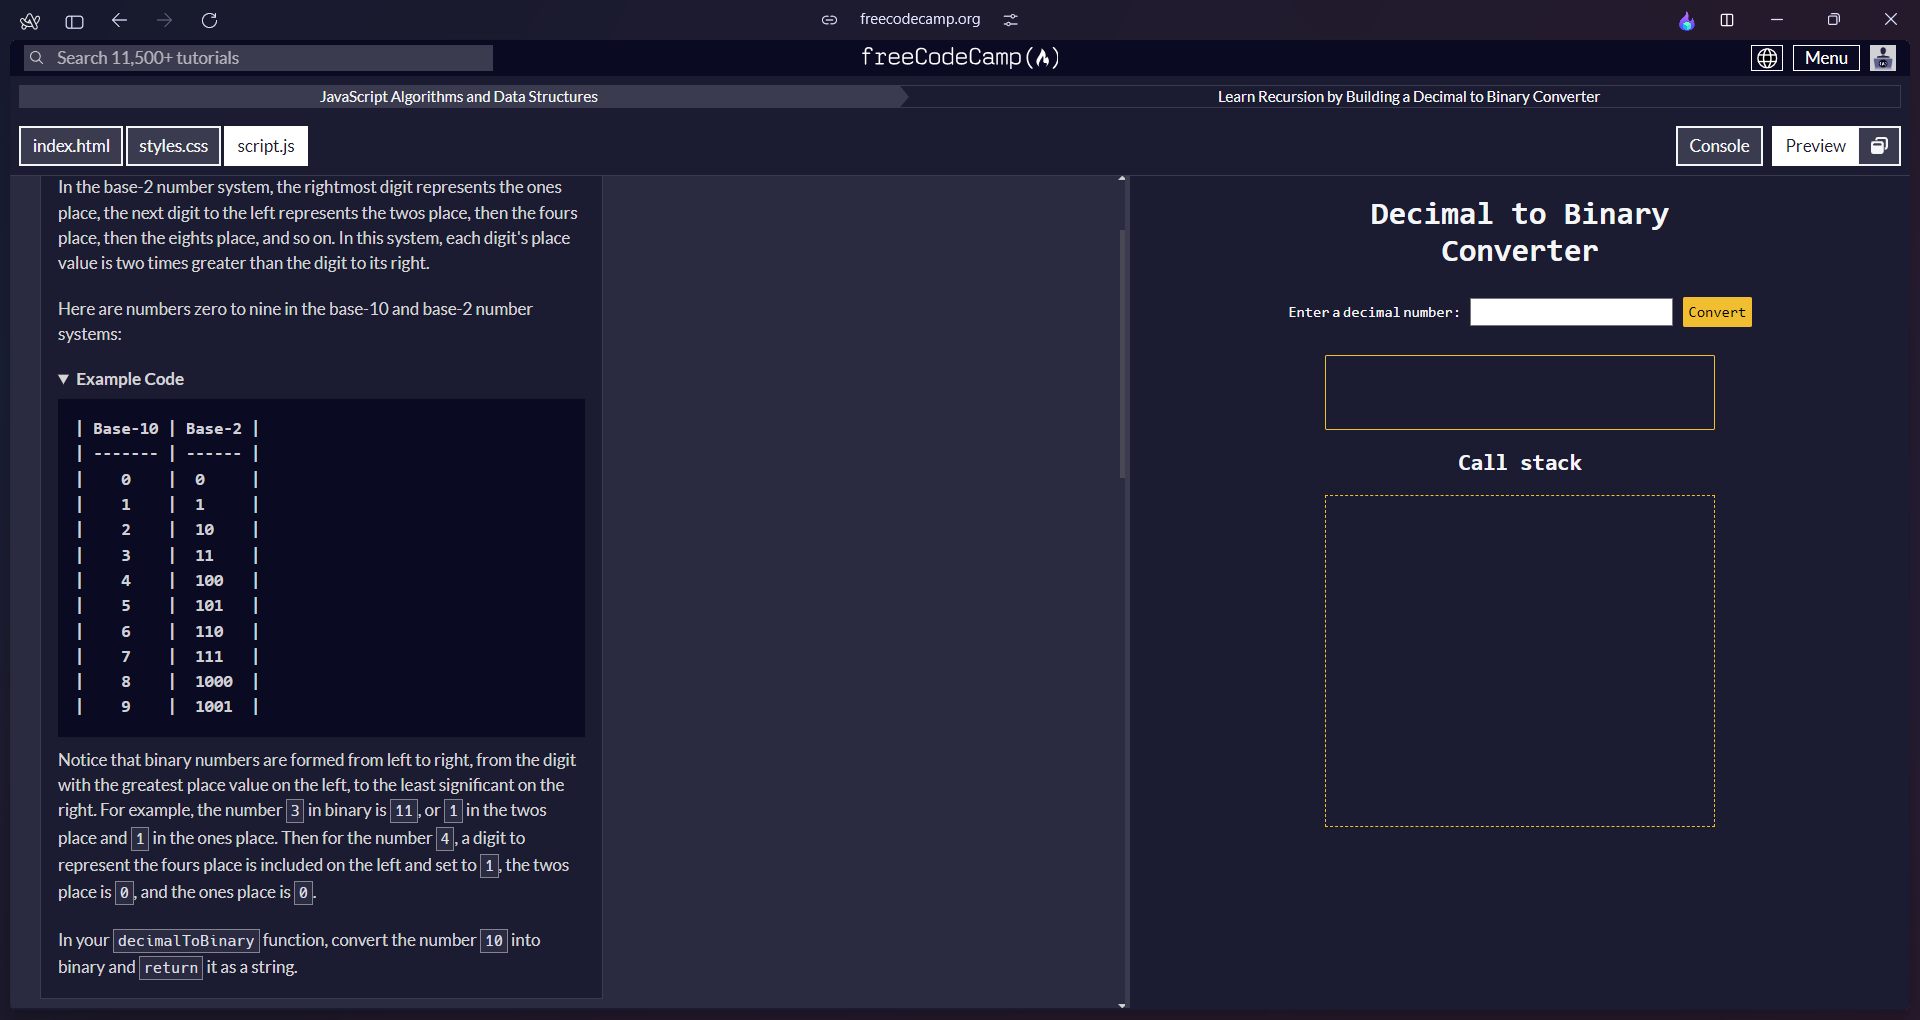 freecodecamp.org
Search 11,500+ tutorials
freeCodeCamp(🔥)
Menu
JavaScript Algorithms and Data Structures
Learn Recursion by Building a Decimal to Binary Converter
index.html
styles.css
script.js
Console
Preview
In the base-2 number system, the rightmost digit represents the ones
place, the next digit to the left represents the twos place, then the fours
place, then the eights place, and so on. In this system, each digit's place
value is two times greater than the digit to its right.
Here are numbers zero to nine in the base-10 and base-2 number
systems:
▼ Example Code
| Base-10 | Base-2 |
| ------- | ------ |
| 0 | 0 |
| 1 | 1 |
| 2 | 10 |
| 3 | 11 |
| 4 | 100 |
| 5 | 101 |
| 6 | 110 |
| 7 | 111 |
| 8 | 1000 |
| 9 | 1001 |
Notice that binary numbers are formed from left to right, from the digit
with the greatest place value on the left, to the least significant on the
right. For example, the number 3 in binary is 11, or 1 in the twos
place and 1 in the ones place. Then for the number 4, a digit to
represent the fours place is included on the left and set to 1, the twos
place is 0, and the ones place is 0.
In your decimalToBinary function, convert the number 10 into
binary and return it as a string.
Decimal to Binary
Converter
Enter a decimal number:
Convert
Call stack